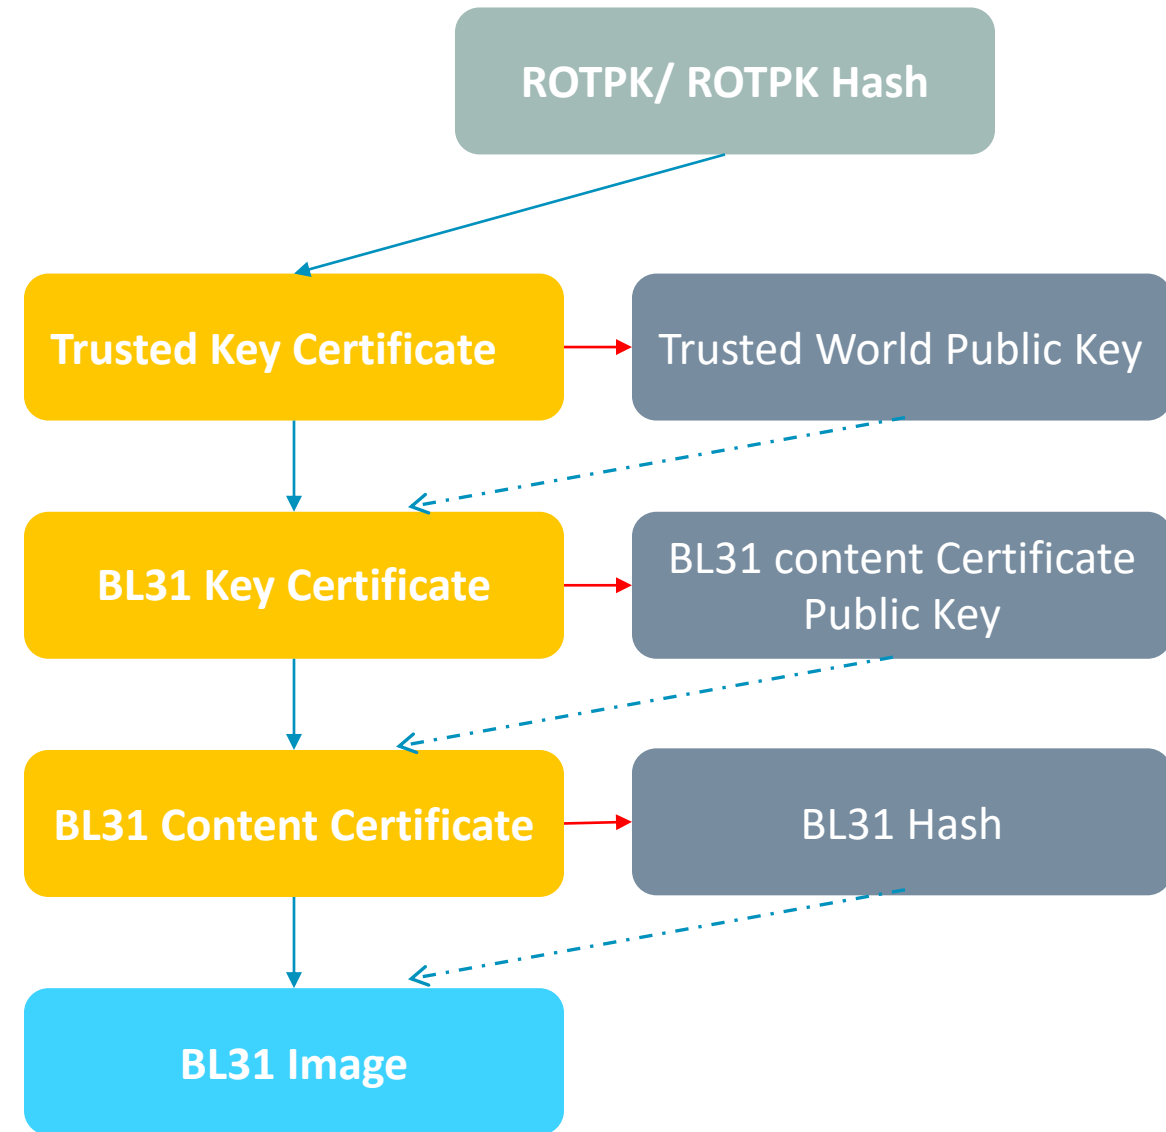 ROTPK/ ROTPK Hash
Trusted Key Certificate
Trusted World Public Key
BL31 Key Certificate
BL31 content Certificate
Public Key
BL31 Content Certificate
BL31 Hash
BL31 Image